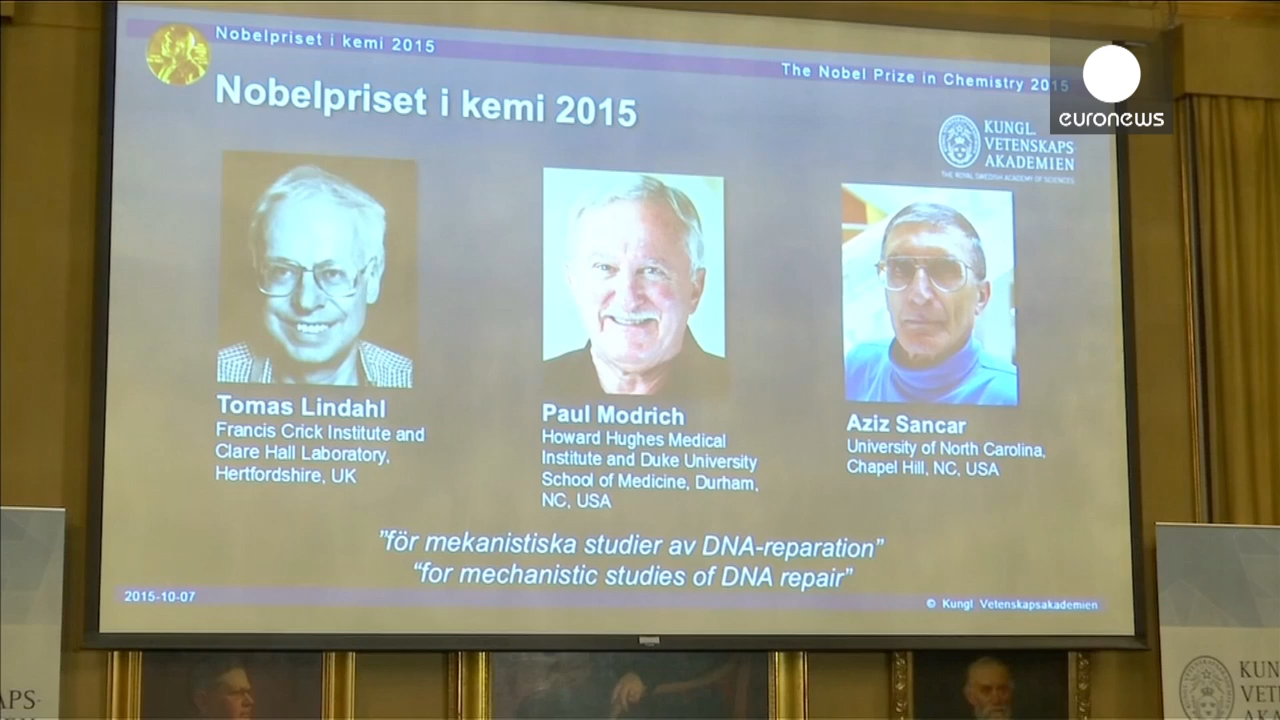 Nobelpriset i kemi 2015
The Nobel Prize in Chemistry 2015
euronews
Nobelpriset i kemi 2015
KUNGL.
VETENSKAPS
AKADEMIEN
THE ROYAL SWEDISH ACADEMY OF SCIENCES
Tomas Lindahl
Francis Crick Institute and
Clare Hall Laboratory,
Hertfordshire, UK
Paul Modrich
Howard Hughes Medical
Institute and Duke University
School of Medicine, Durham,
NC, USA
Aziz Sancar
University of North Carolina,
Chapel Hill, NC, USA
”för mekanistiska studier av DNA-reparation”
“for mechanistic studies of DNA repair”
2015-10-07
© Kungl. Vetenskapsakademien
APS-
KUN
VET